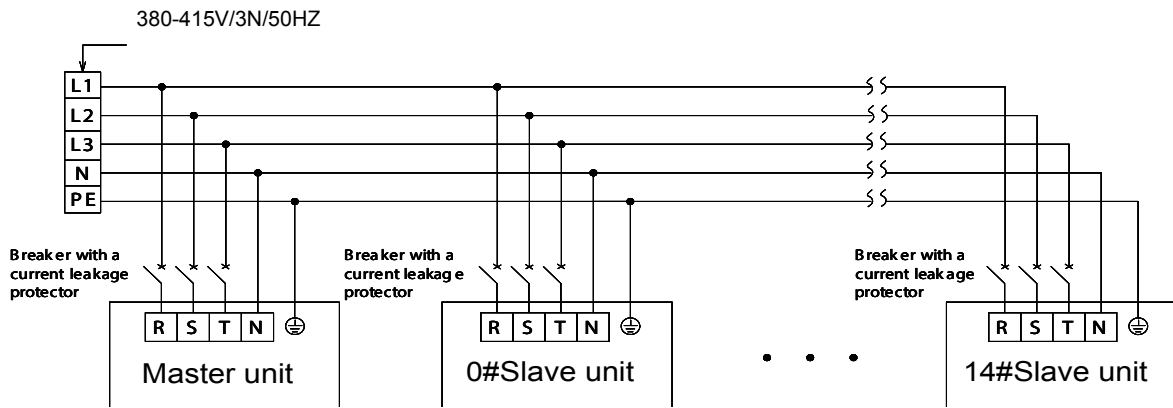 380-415V/3N/50HZ
L1
L2
L3
N
PE
Breaker with a
current leakage
protector
Breaker with a
current leakage
protector
Breaker with a
current leakage
protector
R S T N
R S T N
R S T N
Master unit
0#Slave unit
14#Slave unit